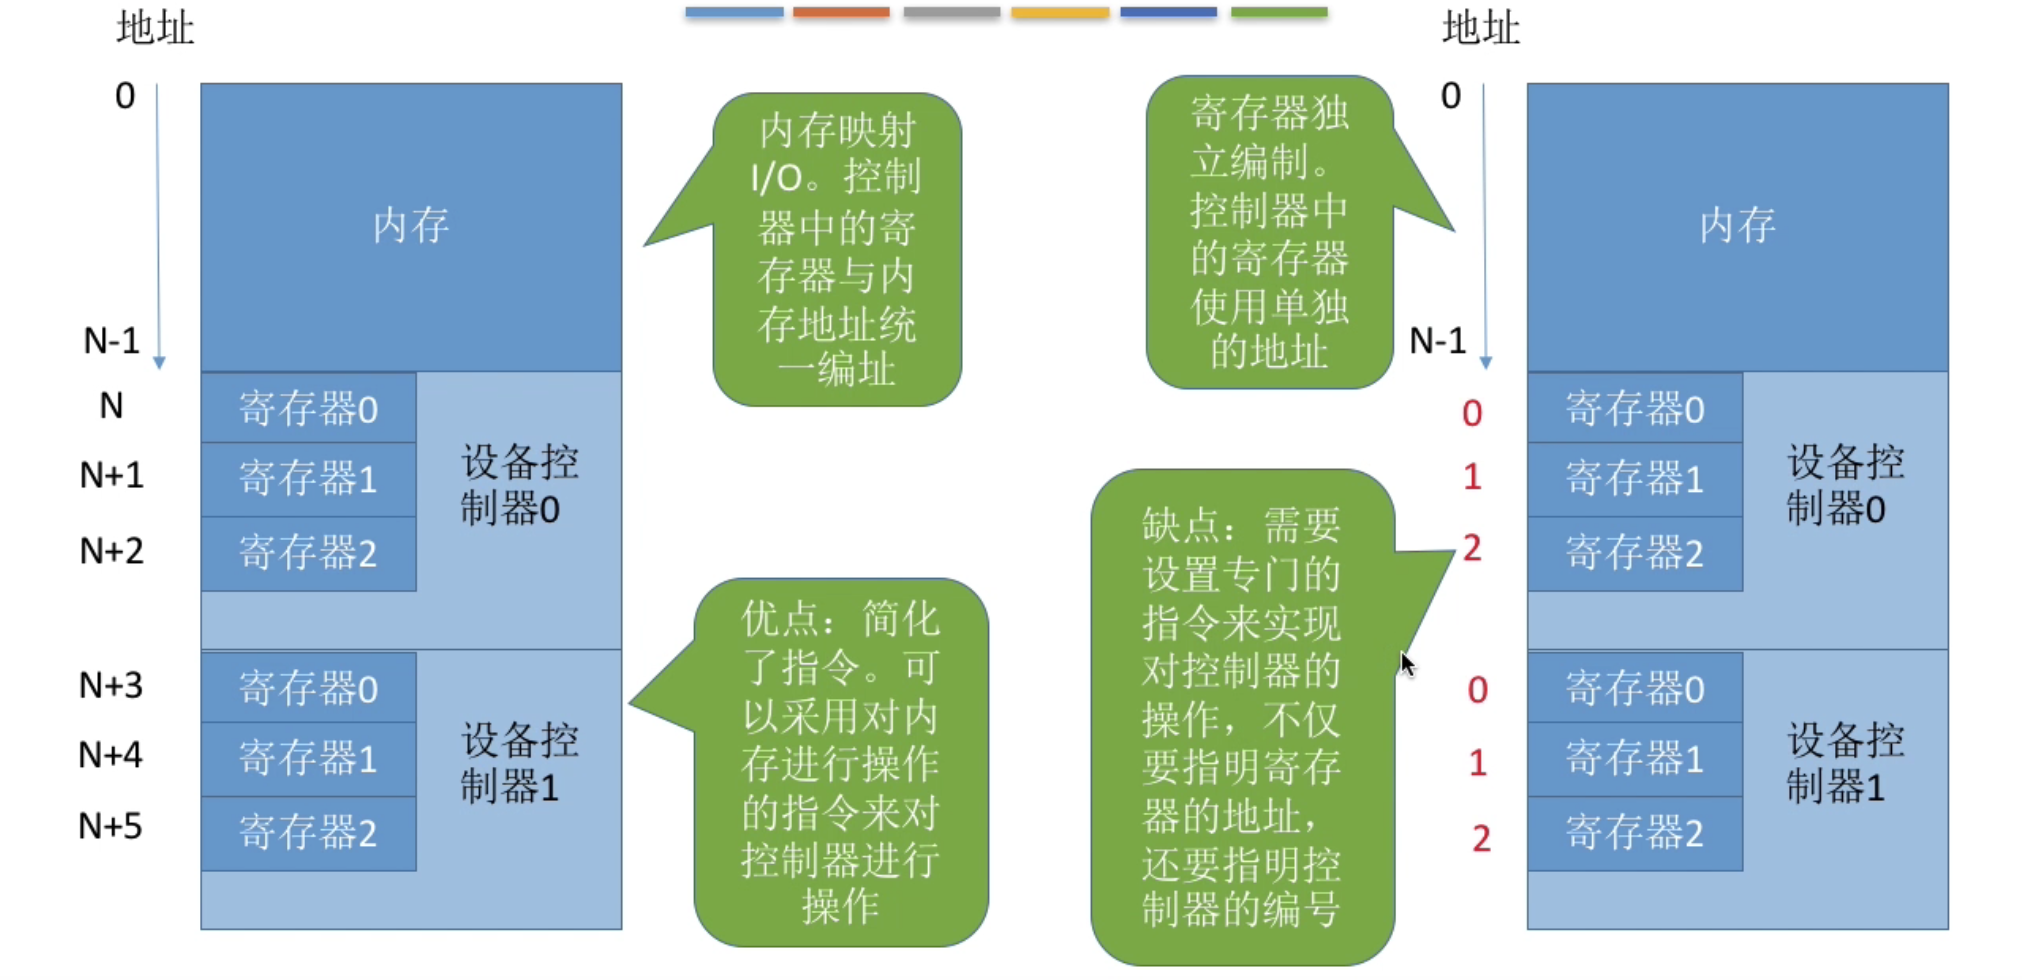 地址
0
内存
N-1
N
寄存器0
N+1
寄存器1
N+2
寄存器2
设备控
制器0
N+3
寄存器0
N+4
寄存器1
N+5
寄存器2
设备控
制器1
内存映射
I/O。控制
器中的寄
存器与内
存地址统
一编址
优点：简化
了指令。可
以采用对内
存进行操作
的指令来对
控制器进行
操作
寄存器独
立编制。
控制器中
的寄存器
使用单独
的地址
缺点：需要
设置专门的
指令来实现
对控制器的
操作，不仅
要指明寄存
器的地址，
还要指明控
制器的编号
地址
0
内存
N-1
0
寄存器0
1
寄存器1
2
寄存器2
设备控
制器0
0
寄存器0
1
寄存器1
2
寄存器2
设备控
制器1